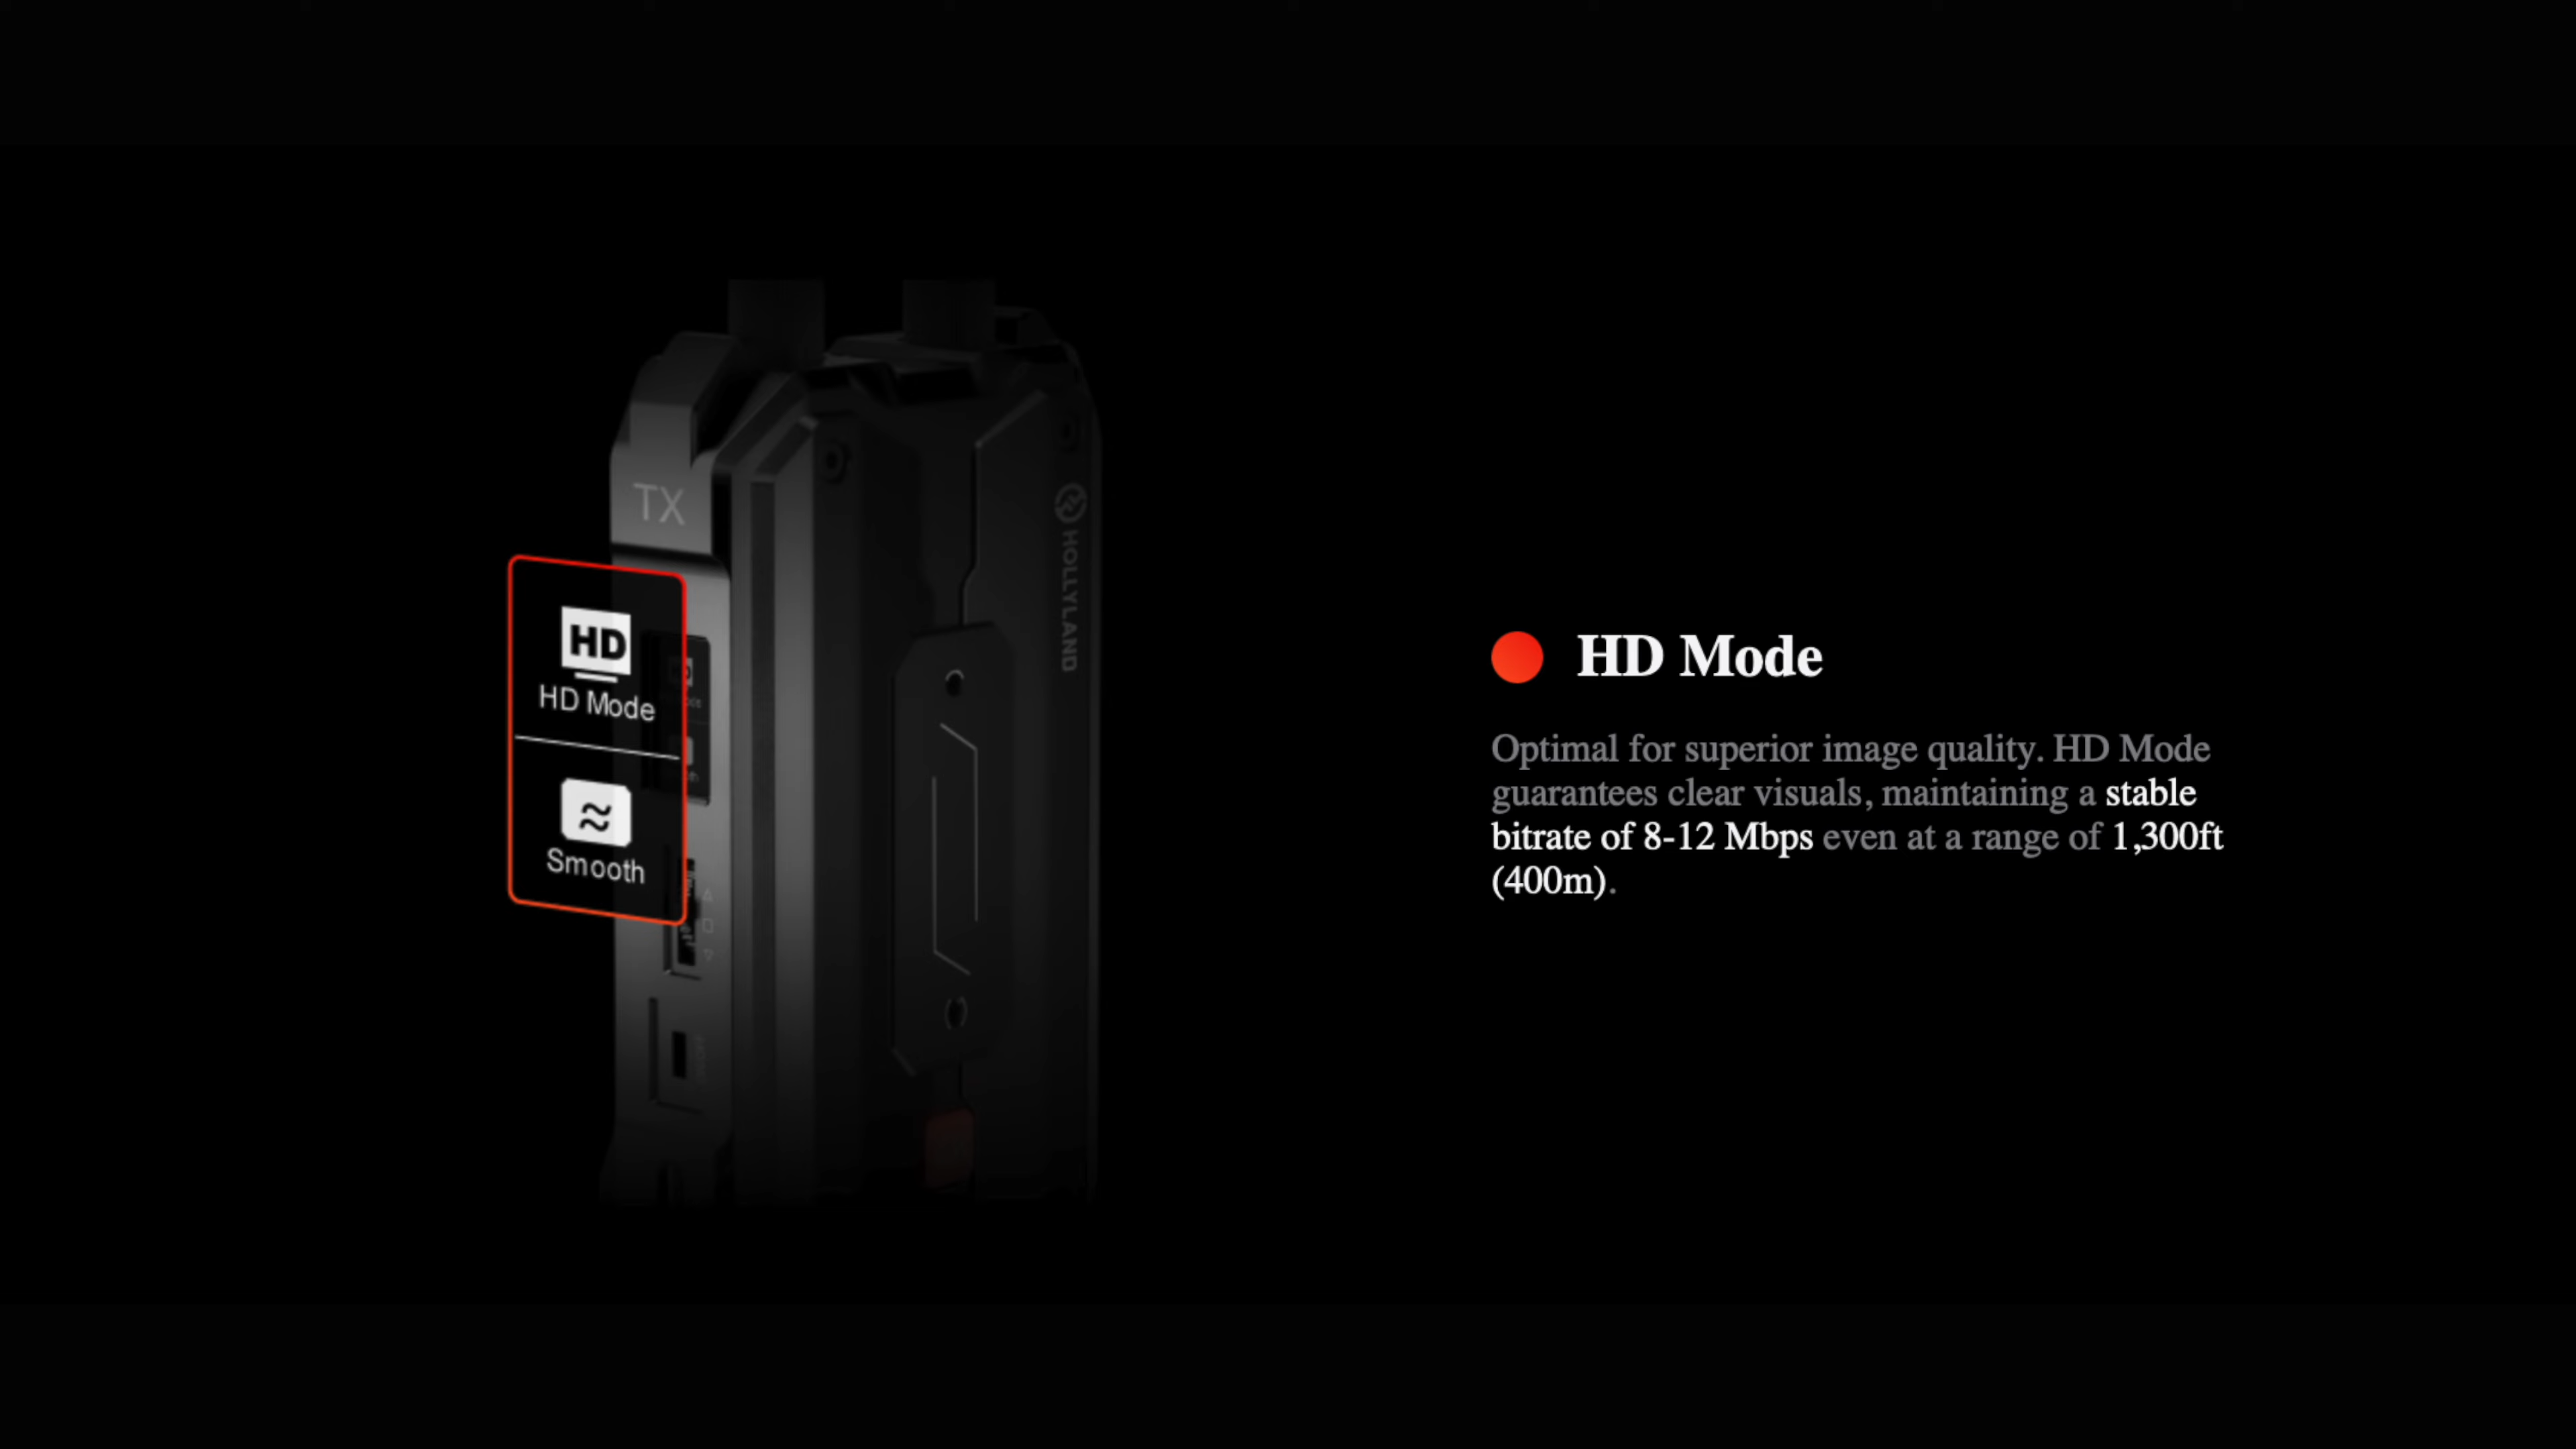 TX
HOLLYLAND
HD
HD Mode
Smooth
HD Mode
Optimal for superior image quality. HD Mode
guarantees clear visuals, maintaining a stable
bitrate of 8-12 Mbps even at a range of 1,300ft
(400m).